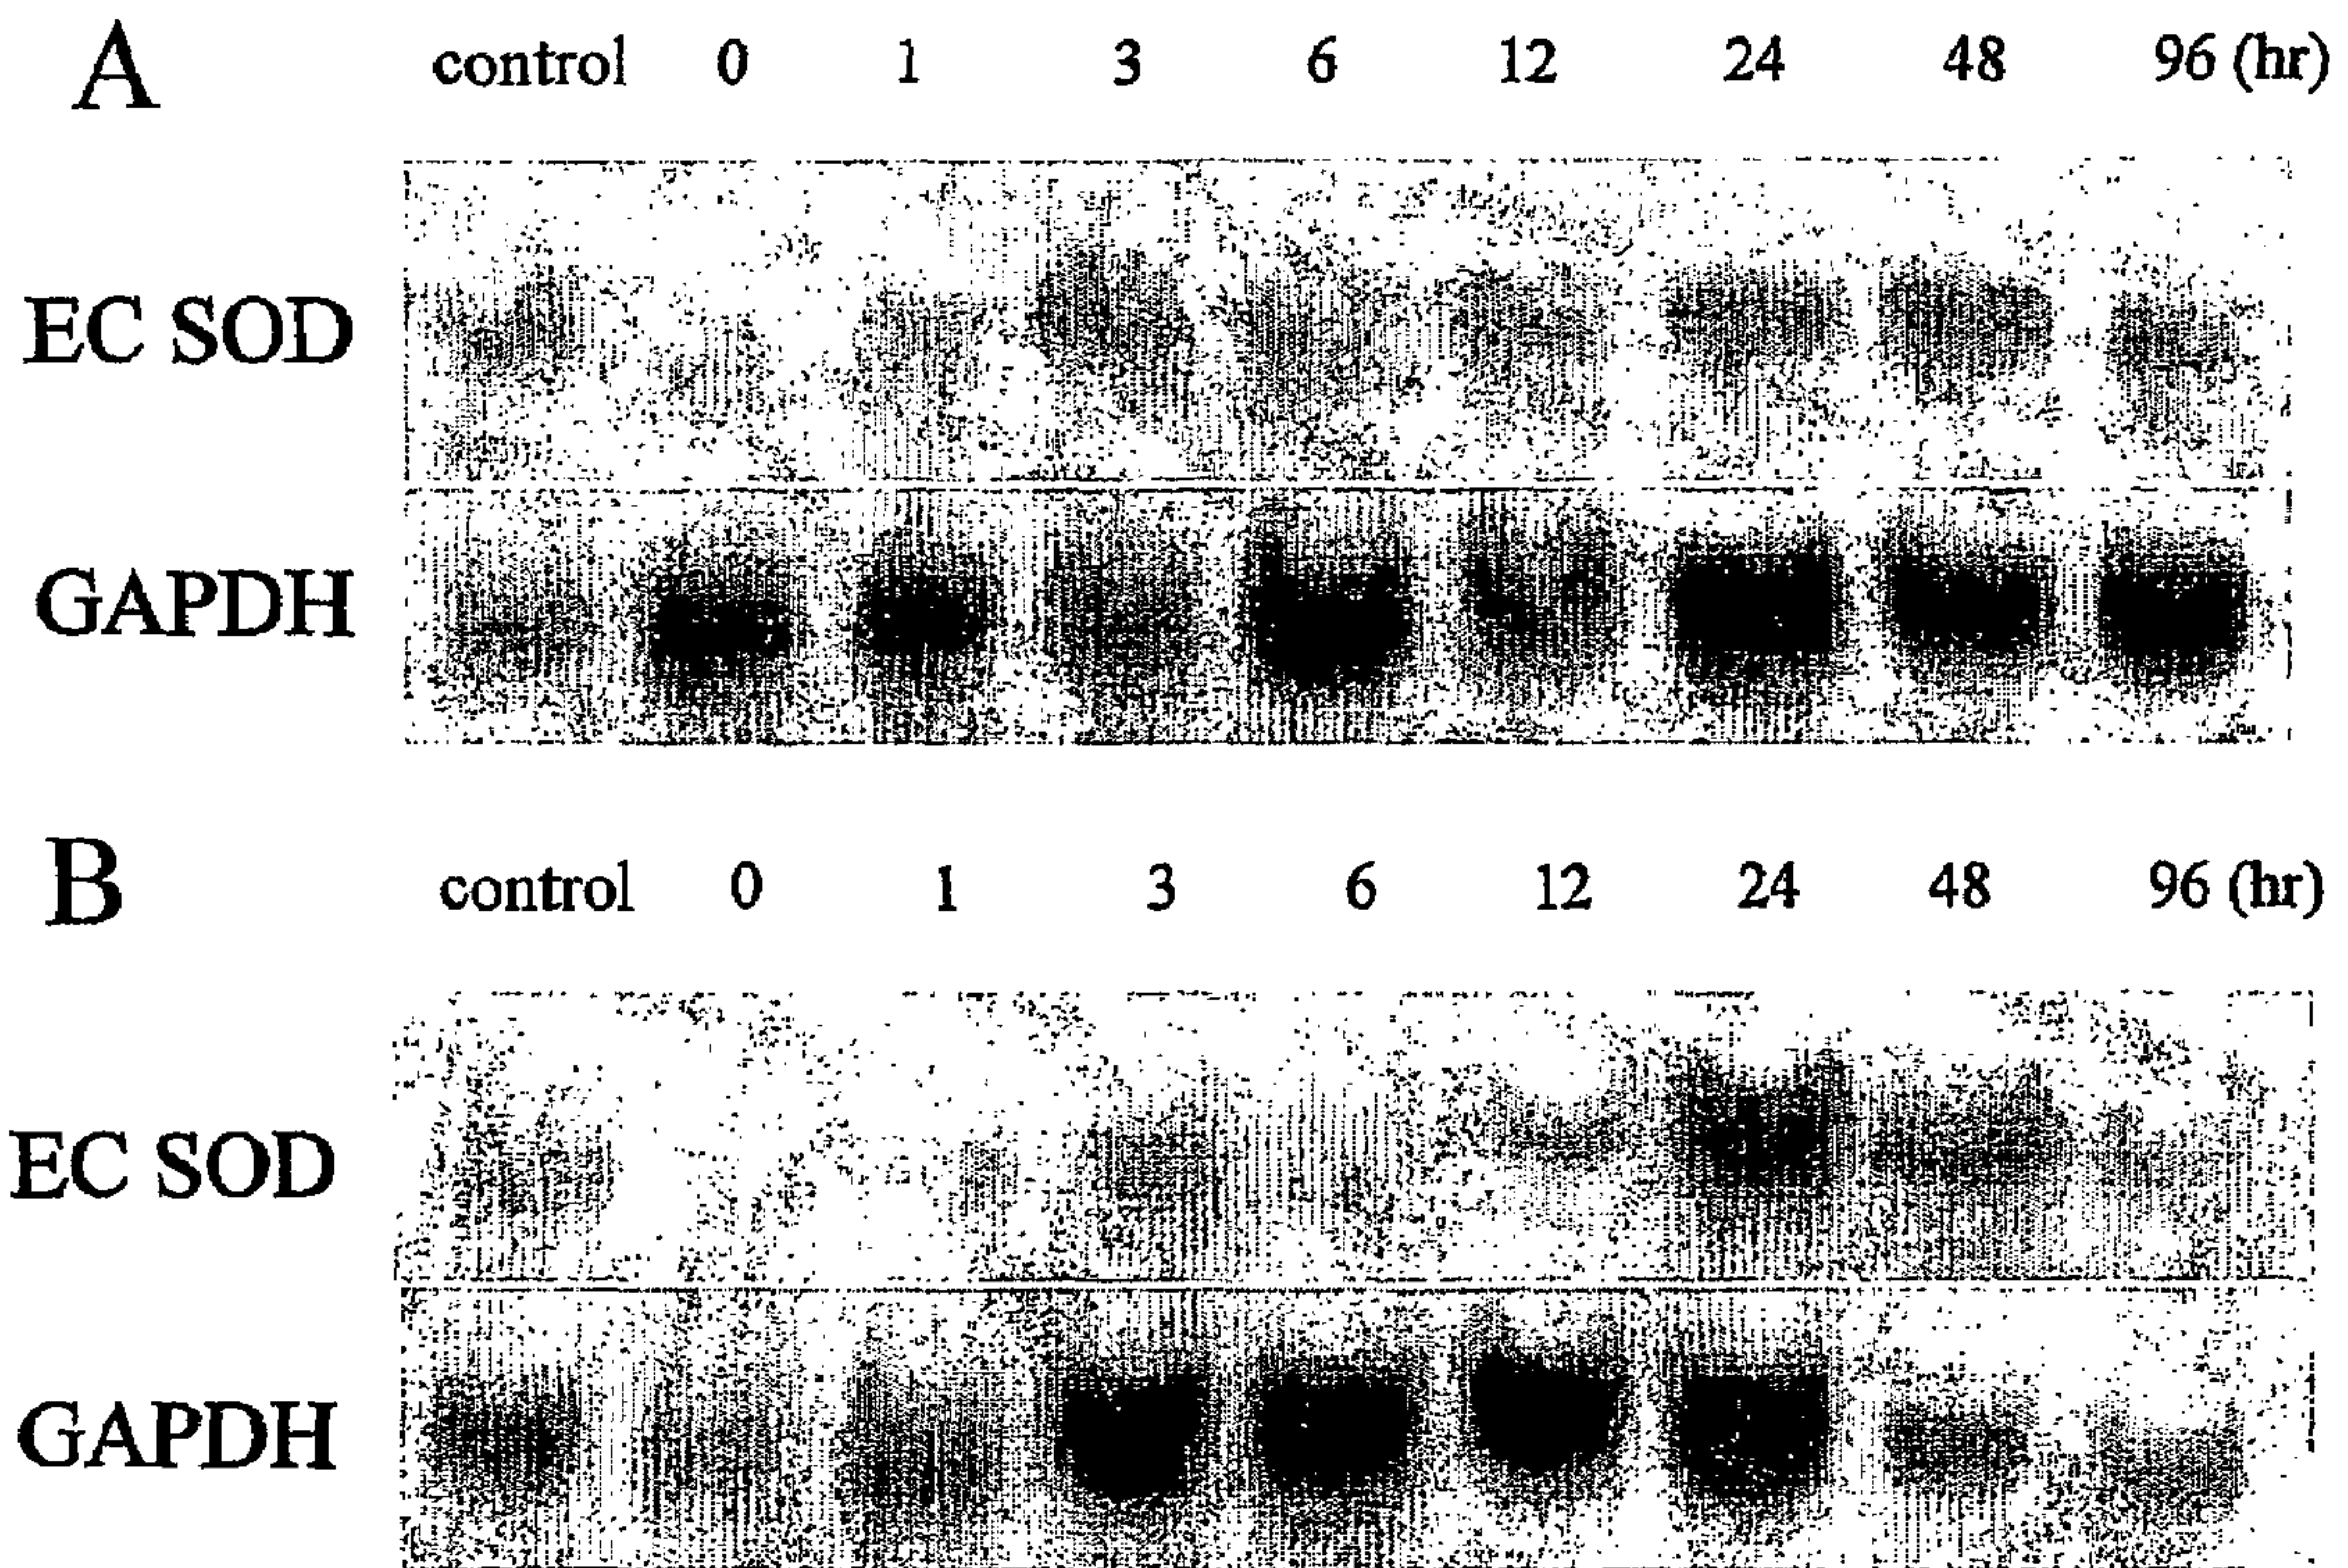 A control 0 1 3 6 12 24 48 96 (hr)
EC SOD
GAPDH
B control 0 1 3 6 12 24 48 96 (hr)
EC SOD
GAPDH